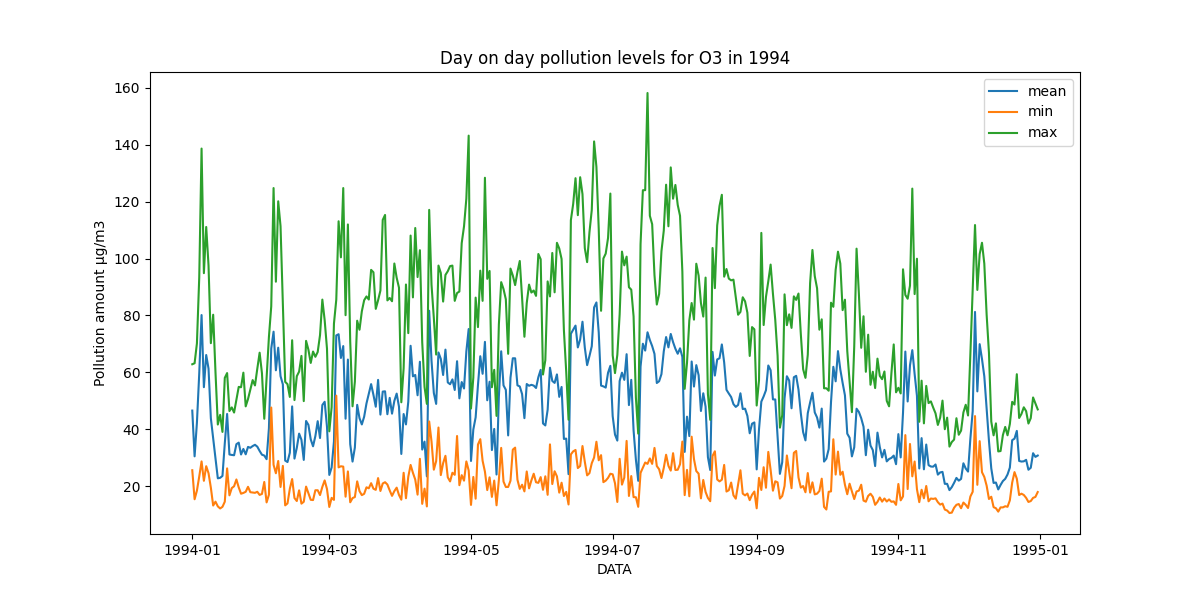 Day on day pollution levels for O3 in 1994
160
140
120
100
80
60
40
20
Pollution amount µg/m3
mean
min
max
1994-01 1994-03 1994-05 1994-07 1994-09 1994-11 1995-01
DATA